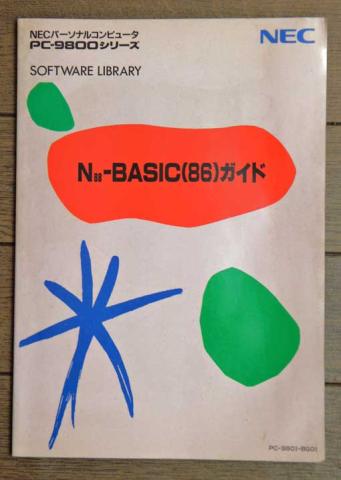 NECパーソナルコンピュータ
PC-9800シリーズ
NEC
SOFTWARE LIBRARY
N88-BASIC(86)ガイド
PC-9801-BG01